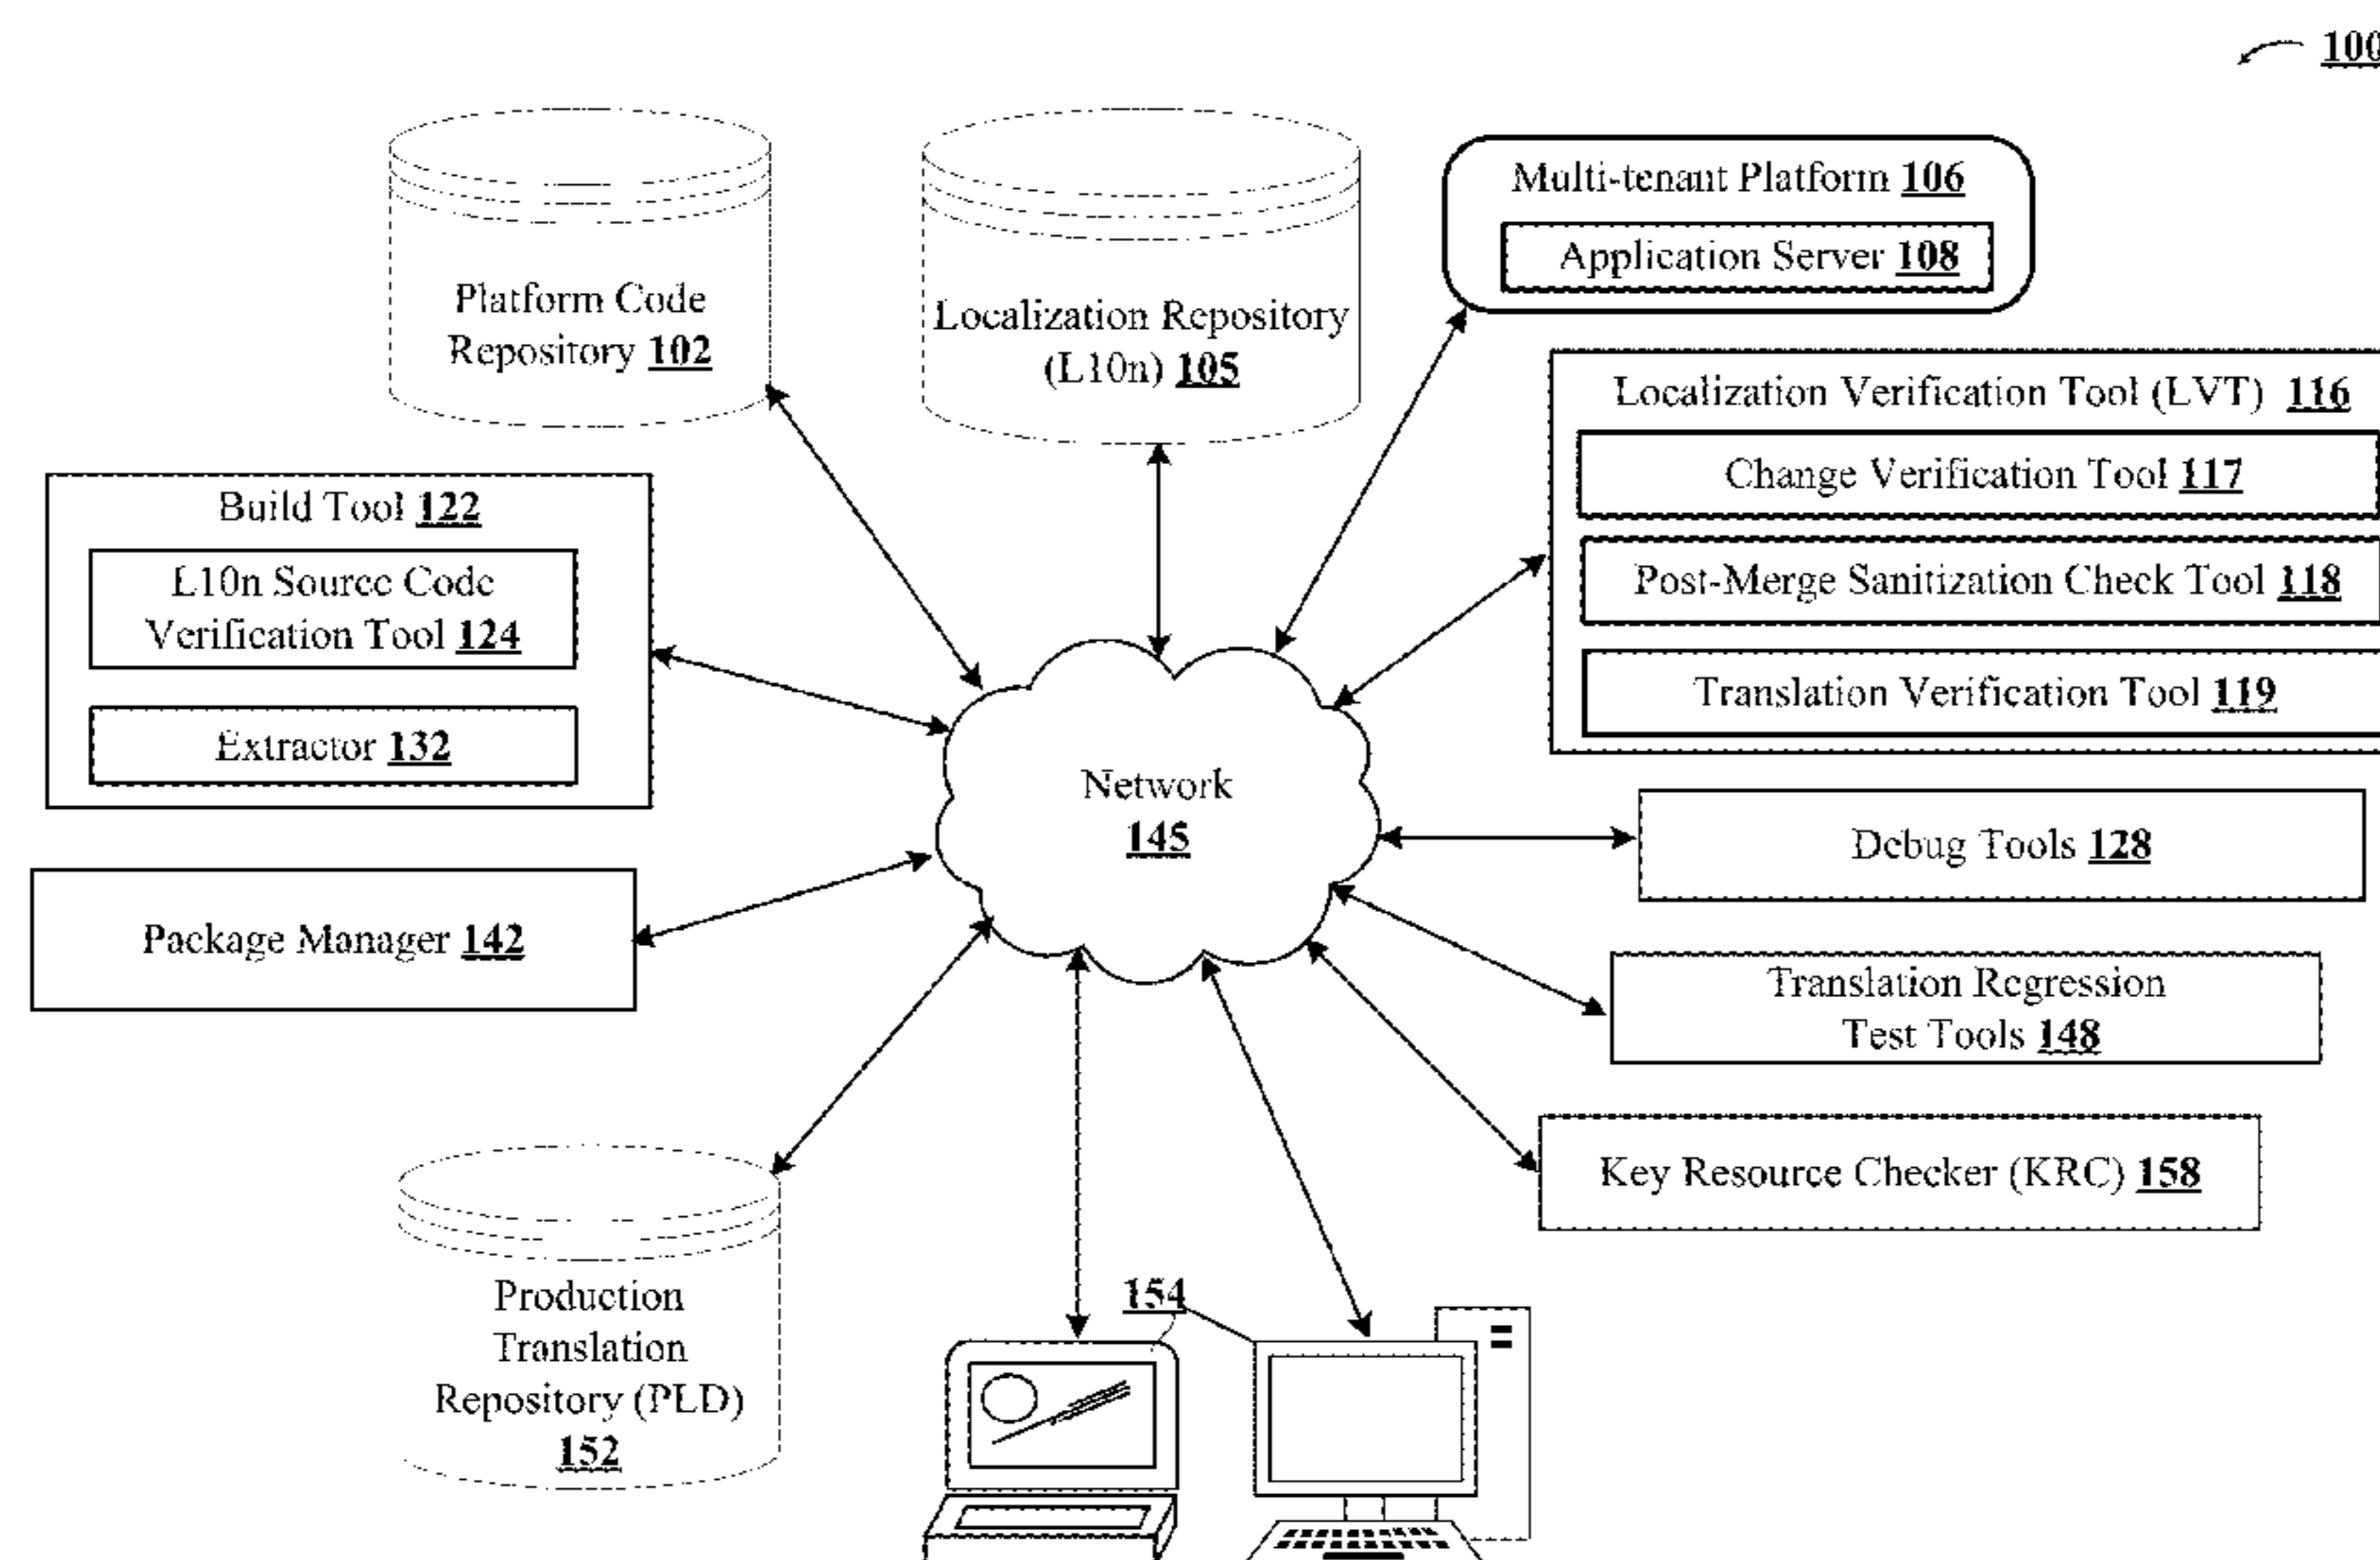 100
Platform Code
Repository 102
Localization Repository
(L10n) 105
Multi-tenant Platform 106
Application Server 108
Localization Verification Tool (LVT) 116
Change Verification Tool 117
Post-Merge Sanitization Check Tool 118
Translation Verification Tool 119
Build Tool 122
L10n Source Code
Verification Tool 124
Extractor 132
Network
145
Debug Tools 128
Package Manager 142
Translation Regression
Test Tools 148
Key Resource Checker (KRC) 158
Production
Translation
Repository (PLD)
152
154